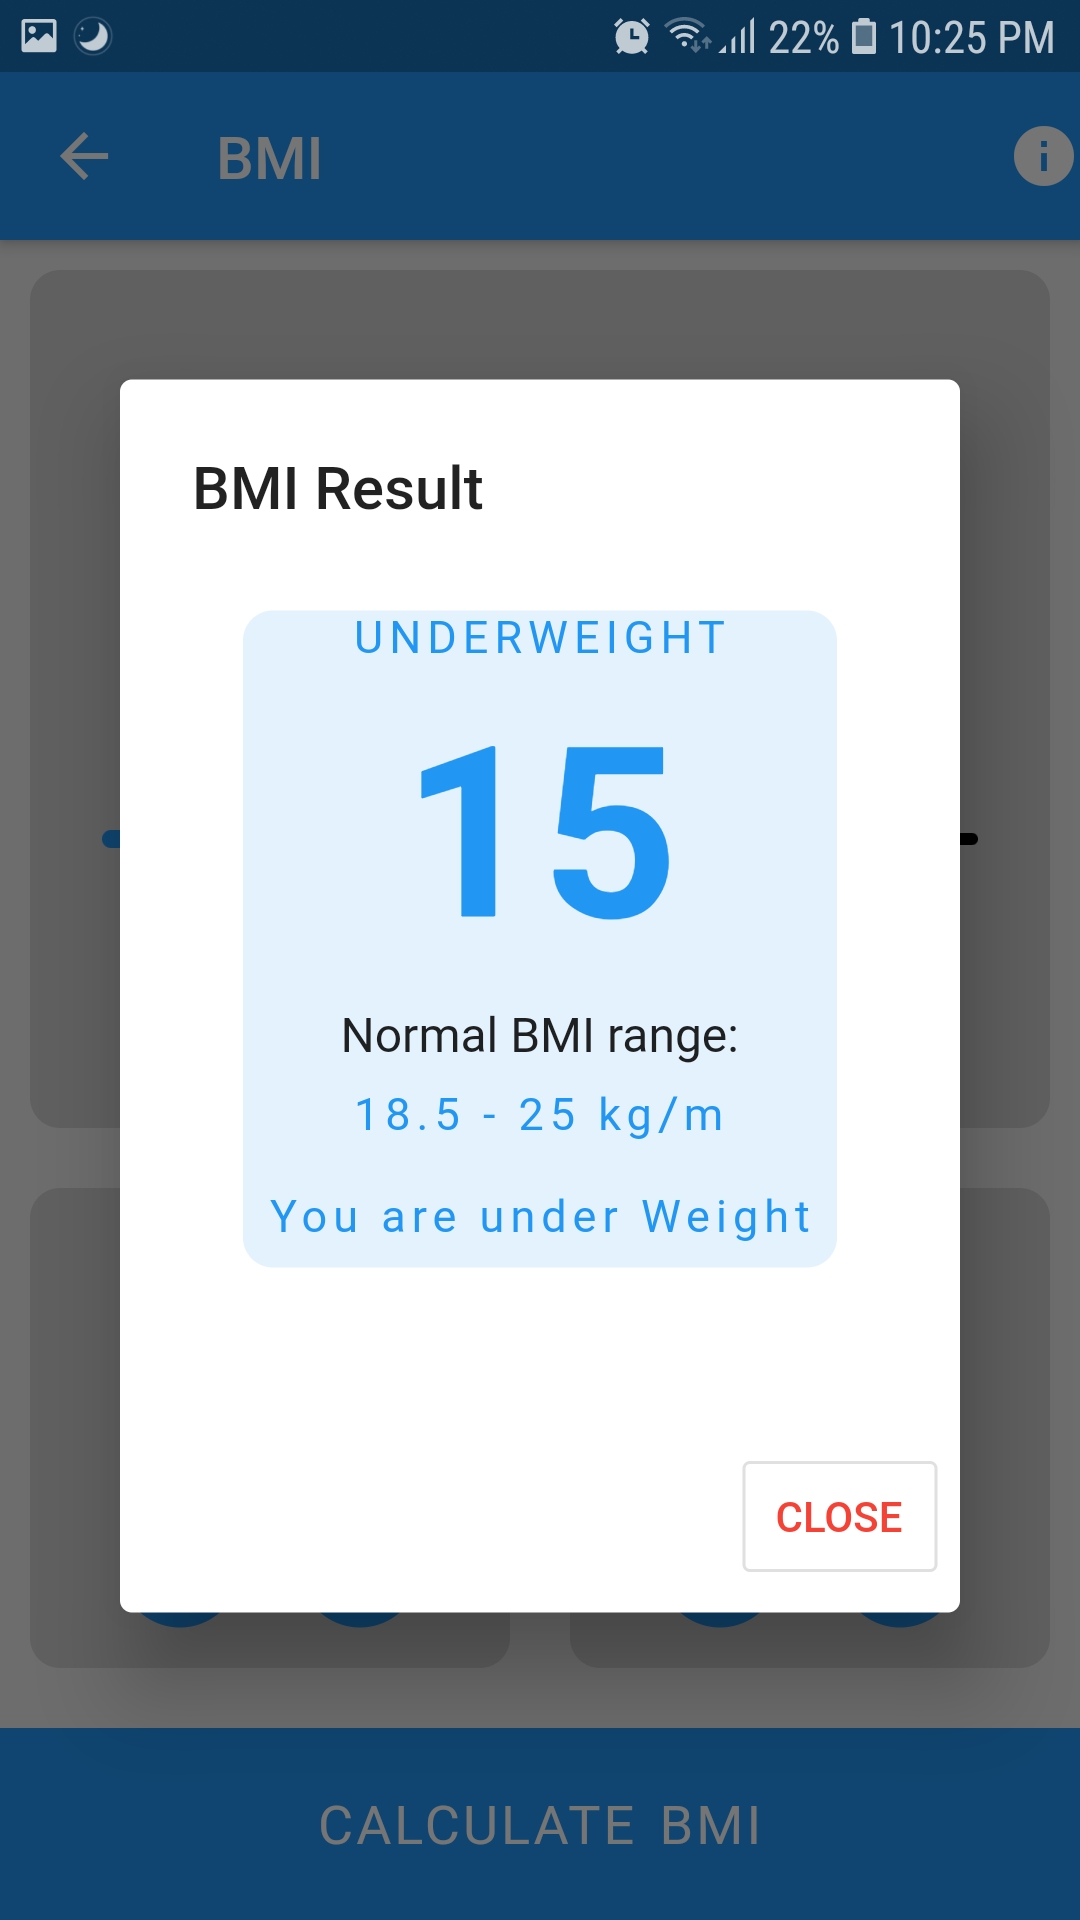 22% 10:25 PM
BMI
BMI Result
UNDERWEIGHT
15
Normal BMI range:
18.5 - 25 kg/m
You are under Weight
CLOSE
CALCULATE BMI